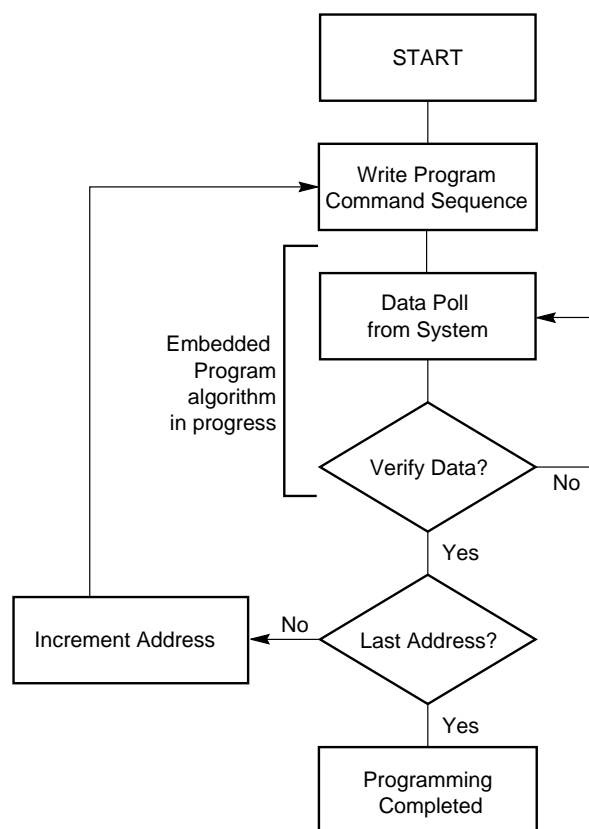 START
Write Program
Command Sequence
Data Poll
from System
Embedded
Program
algorithm
in progress
Verify Data?
No
Yes
Increment Address
No
Last Address?
Yes
Programming
Completed